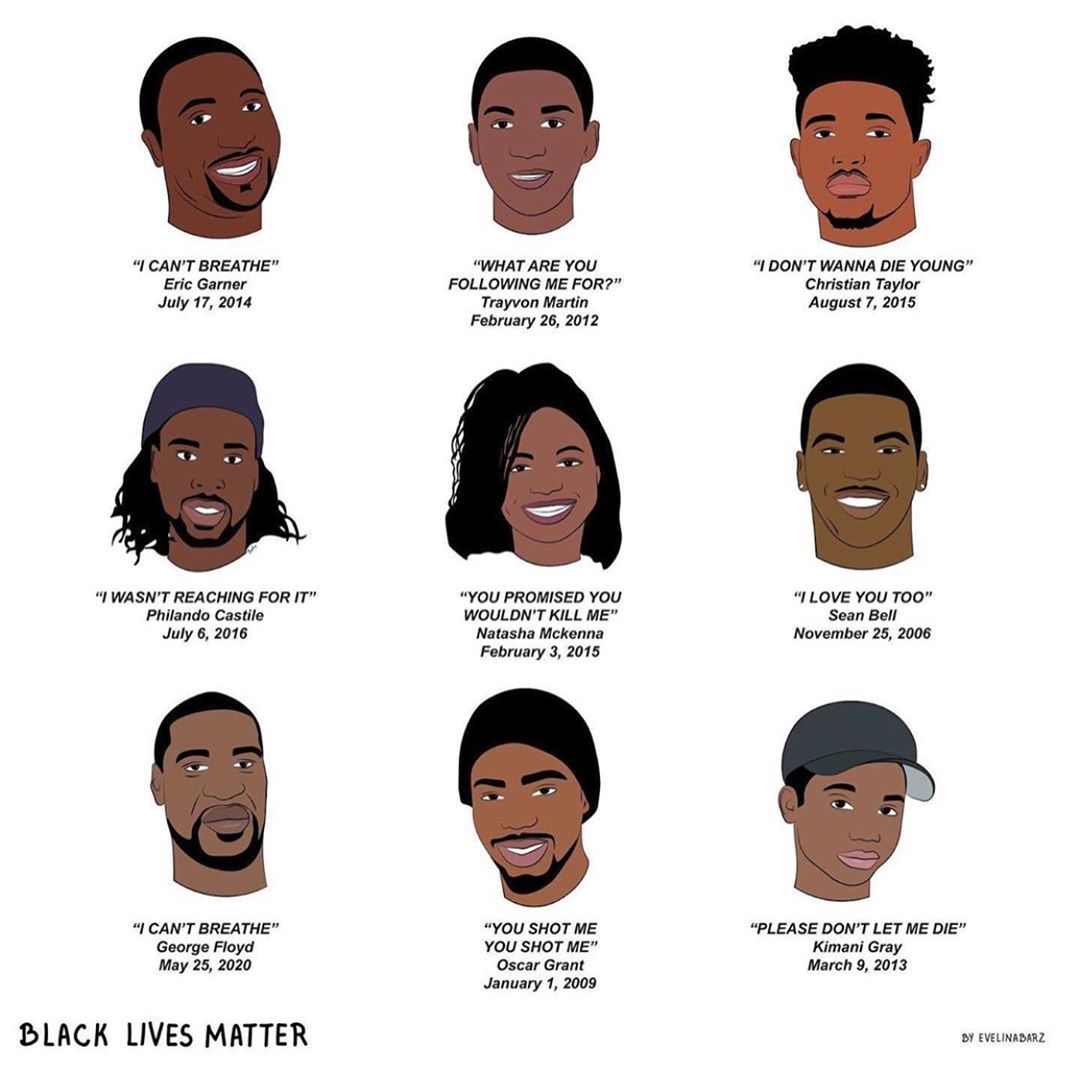 “I CAN’T BREATHE”
Eric Garner
July 17, 2014
“WHAT ARE YOU
FOLLOWING ME FOR?”
Trayvon Martin
February 26, 2012
“I DON’T WANNA DIE YOUNG”
Christian Taylor
August 7, 2015
“I WASN’T REACHING FOR IT”
Philando Castile
July 6, 2016
“YOU PROMISED YOU
WOULDN’T KILL ME”
Natasha Mckenna
February 3, 2015
“I LOVE YOU TOO”
Sean Bell
November 25, 2006
“I CAN’T BREATHE”
George Floyd
May 25, 2020
“YOU SHOT ME
YOU SHOT ME”
Oscar Grant
January 1, 2009
“PLEASE DON’T LET ME DIE”
Kimani Gray
March 9, 2013
BLACK LIVES MATTER
BY EVELINABARZ